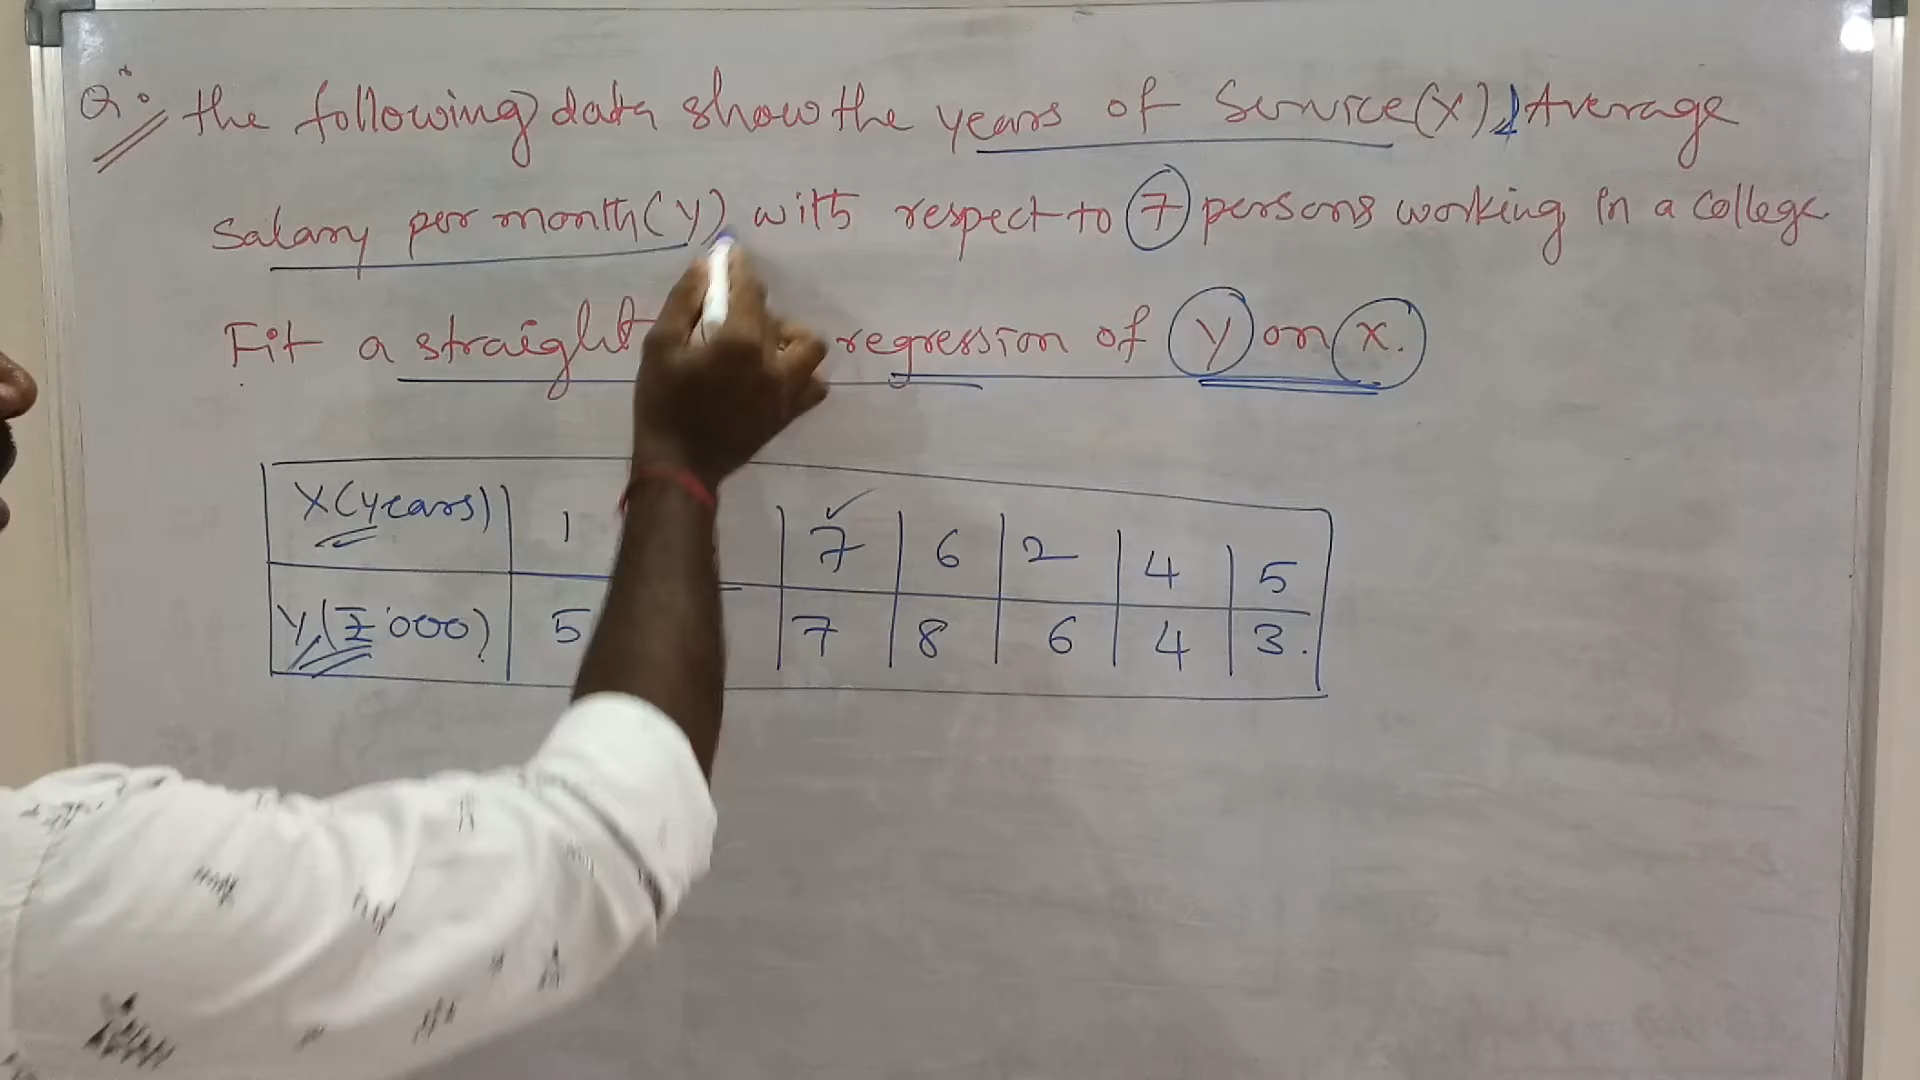 Q: the following data show the years of Service(X), Average
salary per month(Y) with respect to 7 persons working in a college
Fit a straight regression of Y on X.
X(years) 1 7 6 2 4 5
Y(₹'000) 5 7 8 6 4 3.